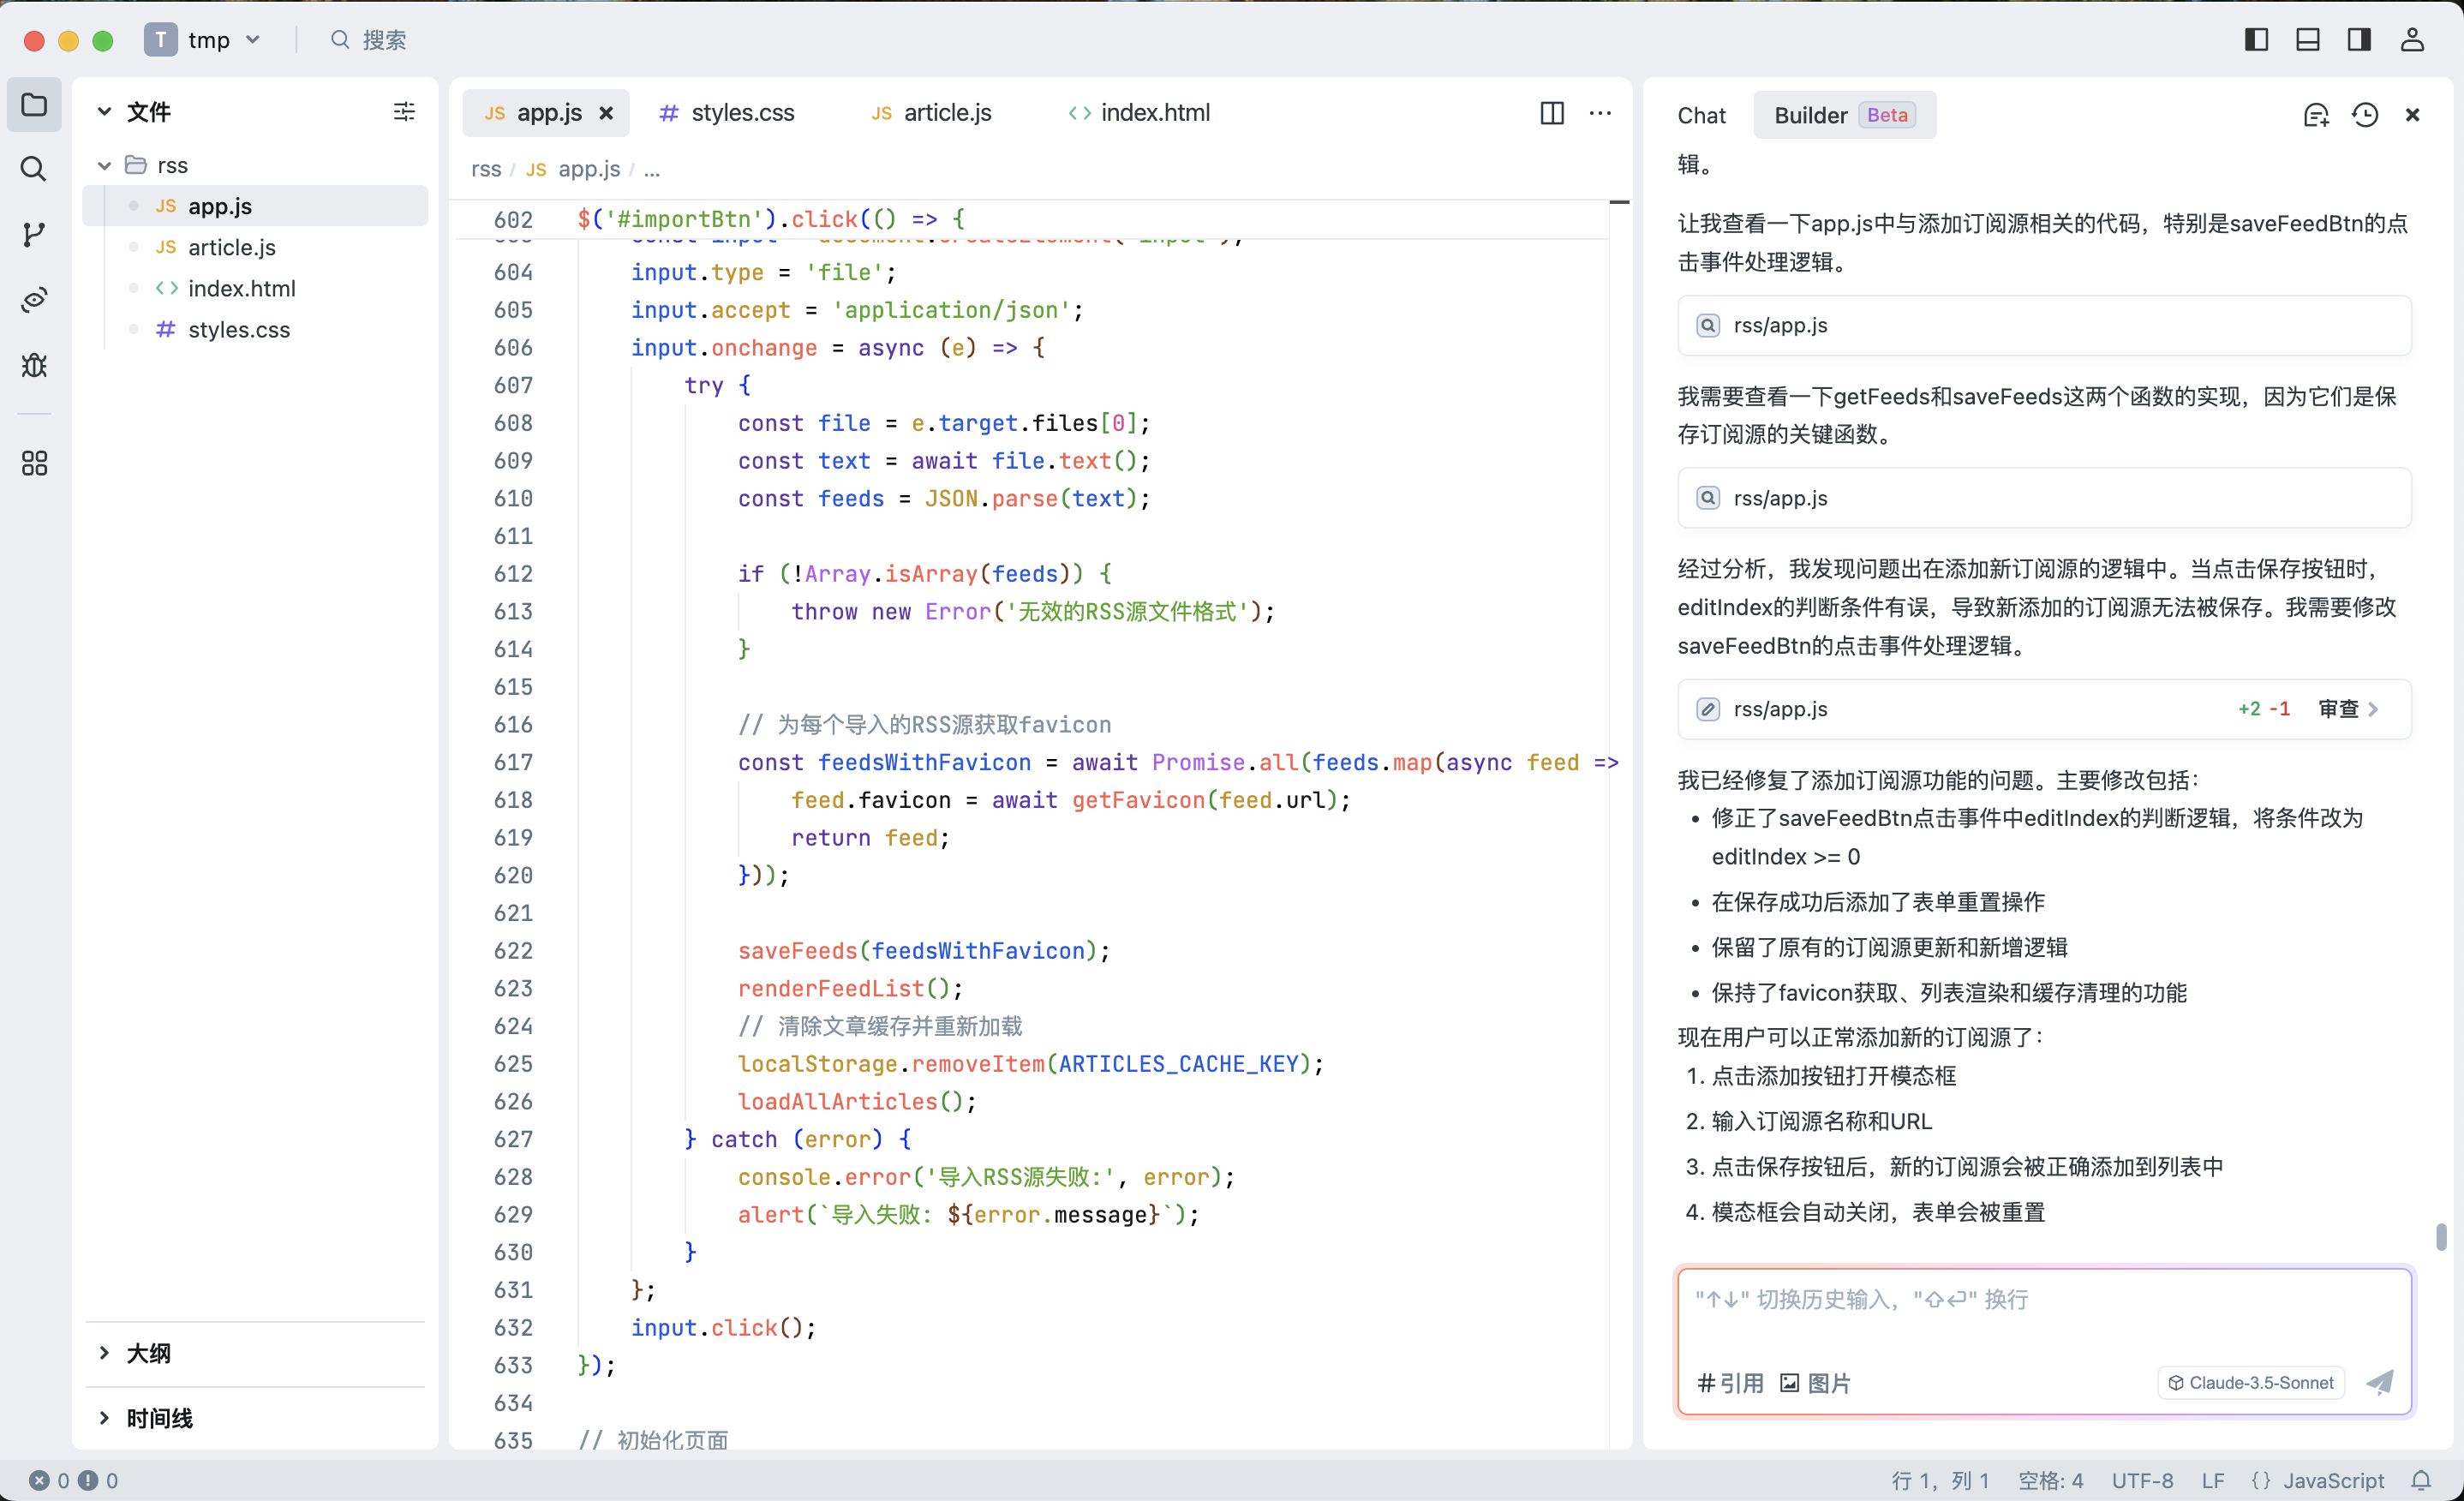 T tmp
搜索
文件
rss
JS app.js
JS article.js
<> index.html
# styles.css
大纲
时间线
JS app.js
# styles.css
JS article.js
<> index.html
rss / JS app.js / ...
602 $('#importBtn').click(() => {
604 input.type = 'file';
605 input.accept = 'application/json';
606 input.onchange = async (e) => {
607 try {
608 const file = e.target.files[0];
609 const text = await file.text();
610 const feeds = JSON.parse(text);
611
612 if (!Array.isArray(feeds)) {
613 throw new Error('无效的RSS源文件格式');
614 }
615
616 // 为每个导入的RSS源获取favicon
617 const feedsWithFavicon = await Promise.all(feeds.map(async feed =>
618 feed.favicon = await getFavicon(feed.url);
619 return feed;
620 }));
621
622 saveFeeds(feedsWithFavicon);
623 renderFeedList();
624 // 清除文章缓存并重新加载
625 localStorage.removeItem(ARTICLES_CACHE_KEY);
626 loadAllArticles();
627 } catch (error) {
628 console.error('导入RSS源失败:', error);
629 alert(`导入失败: ${error.message}`);
630 }
631 };
632 input.click();
633 });
634
635 // 初始化页面
Chat
Builder Beta
辑。
让我查看一下app.js中与添加订阅源相关的代码，特别是saveFeedBtn的点
击事件处理逻辑。
rss/app.js
我需要查看一下getFeeds和saveFeeds这两个函数的实现，因为它们是保
存订阅源的关键函数。
rss/app.js
经过分析，我发现问题出在添加新订阅源的逻辑中。当点击保存按钮时，
editIndex的判断条件有误，导致新添加的订阅源无法被保存。我需要修改
saveFeedBtn的点击事件处理逻辑。
rss/app.js +2 -1 审查
我已经修复了添加订阅源功能的问题。主要修改包括：
• 修正了saveFeedBtn点击事件中editIndex的判断逻辑，将条件改为
editIndex >= 0
• 在保存成功后添加了表单重置操作
• 保留了原有的订阅源更新和新增逻辑
• 保持了favicon获取、列表渲染和缓存清理的功能
现在用户可以正常添加新的订阅源了：
1. 点击添加按钮打开模态框
2. 输入订阅源名称和URL
3. 点击保存按钮后，新的订阅源会被正确添加到列表中
4. 模态框会自动关闭，表单会被重置
"↑↓" 切换历史输入，"⇧⏎" 换行
#引用 图片
Claude-3.5-Sonnet
0 0
行 1，列 1 空格: 4 UTF-8 LF {} JavaScript